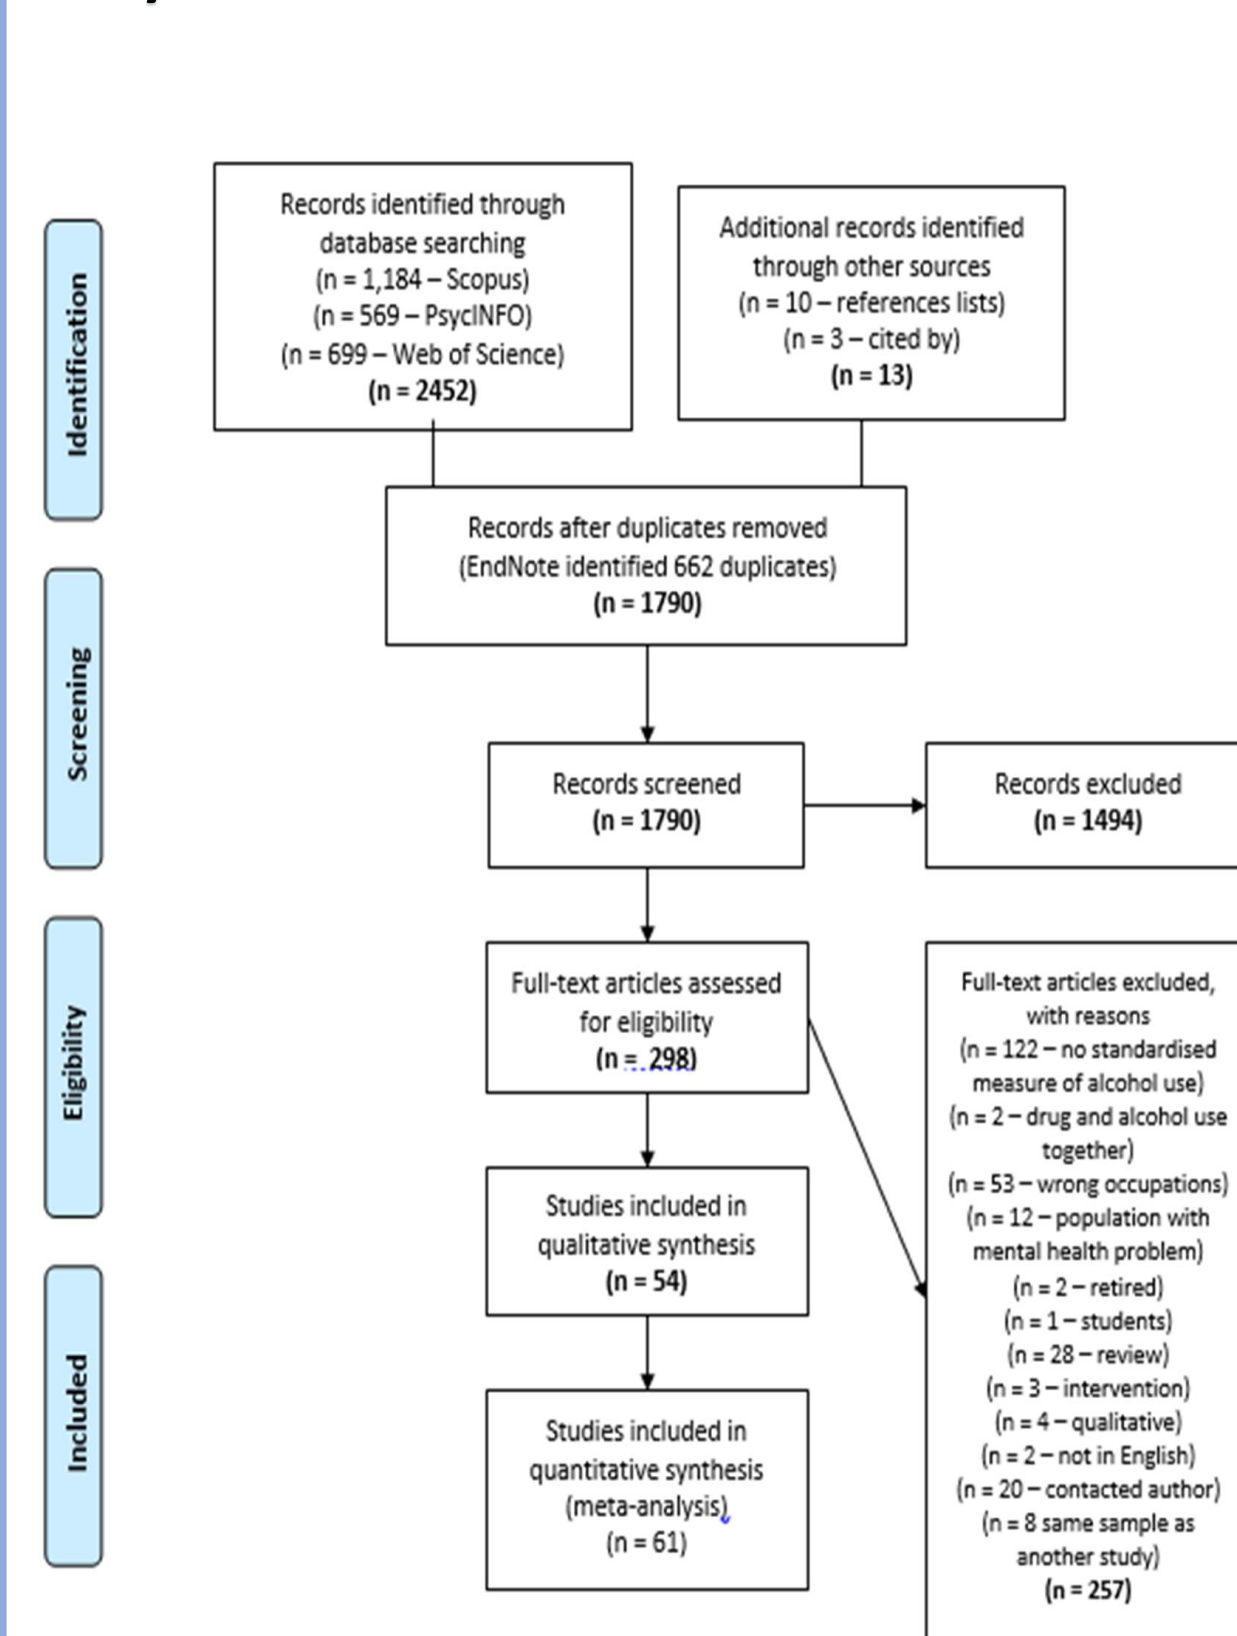 Identification
Records identified through
database searching
(n = 1,184 – Scopus)
(n = 569 – PsycINFO)
(n = 699 – Web of Science)
(n = 2452)
Additional records identified
through other sources
(n = 10 – references lists)
(n = 3 – cited by)
(n = 13)
Records after duplicates removed
(EndNote identified 662 duplicates)
(n = 1790)
Screening
Records screened
(n = 1790)
Records excluded
(n = 1494)
Eligibility
Full-text articles assessed
for eligibility
(n = 298)
Full-text articles excluded,
with reasons
(n = 122 – no standardised
measure of alcohol use)
(n = 2 – drug and alcohol use
together)
(n = 53 – wrong occupations)
(n = 12 – population with
mental health problem)
(n = 2 – retired)
(n = 1 – students)
(n = 28 – review)
(n = 3 – intervention)
(n = 4 – qualitative)
(n = 2 – not in English)
(n = 20 – contacted author)
(n = 8 same sample as
another study)
(n = 257)
Studies included in
qualitative synthesis
(n = 54)
Included
Studies included in
quantitative synthesis
(meta-analysis)
(n = 61)